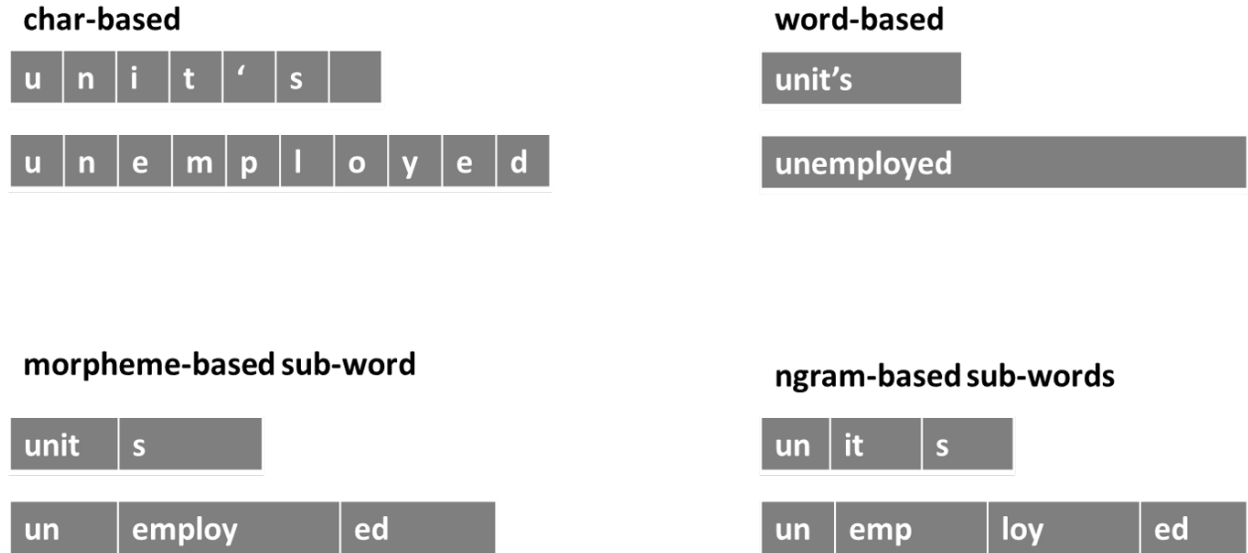 char-based
u n i t ‘ s
u n e m p l o y e d
word-based
unit’s
unemployed
morpheme-based sub-word
unit s
un employ ed
ngram-based sub-words
un it s
un emp loy ed